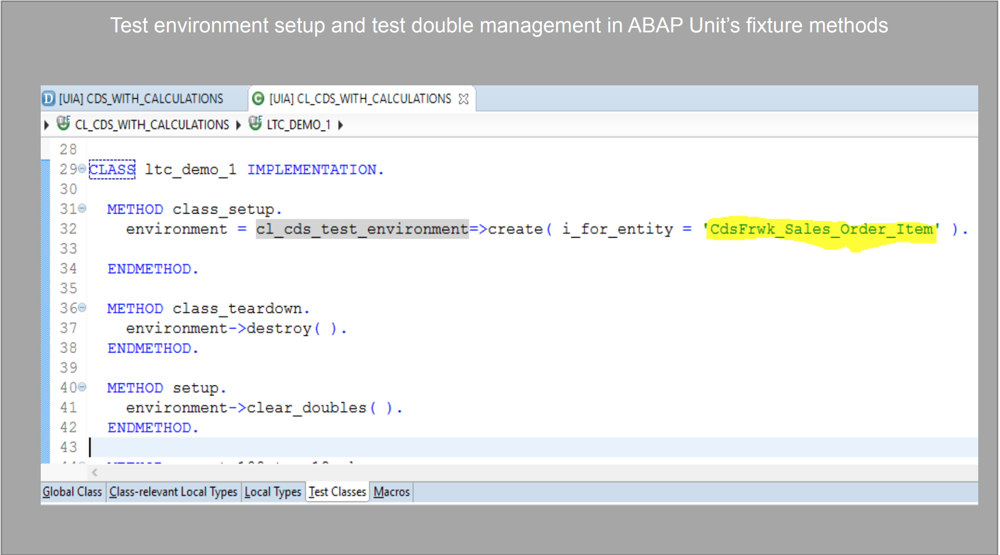 Test environment setup and test double management in ABAP Unit’s fixture methods
D [UIA] CDS_WITH_CALCULATIONS
C [UIA] CL_CDS_WITH_CALCULATIONS
CL_CDS_WITH_CALCULATIONS LTC_DEMO_1
28
29 CLASS ltc_demo_1 IMPLEMENTATION.
30
31 METHOD class_setup.
32 environment = cl_cds_test_environment=>create( i_for_entity = 'CdsFrwk_Sales_Order_Item' ).
33
34 ENDMETHOD.
35
36 METHOD class_teardown.
37 environment->destroy( ).
38 ENDMETHOD.
39
40 METHOD setup.
41 environment->clear_doubles( ).
42 ENDMETHOD.
43
Global Class Class-relevant Local Types Local Types Test Classes Macros